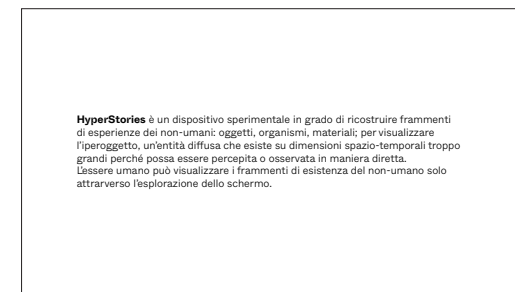 HyperStories è un dispositivo sperimentale in grado di ricostruire frammenti
di esperienze dei non-umani: oggetti, organismi, materiali; per visualizzare
l'iperoggetto, un'entità diffusa che esiste su dimensioni spazio-temporali troppo
grandi perché possa essere percepita o osservata in maniera diretta.
L'essere umano può visualizzare i frammenti di esistenza del non-umano solo
attrarverso l'esplorazione dello schermo.